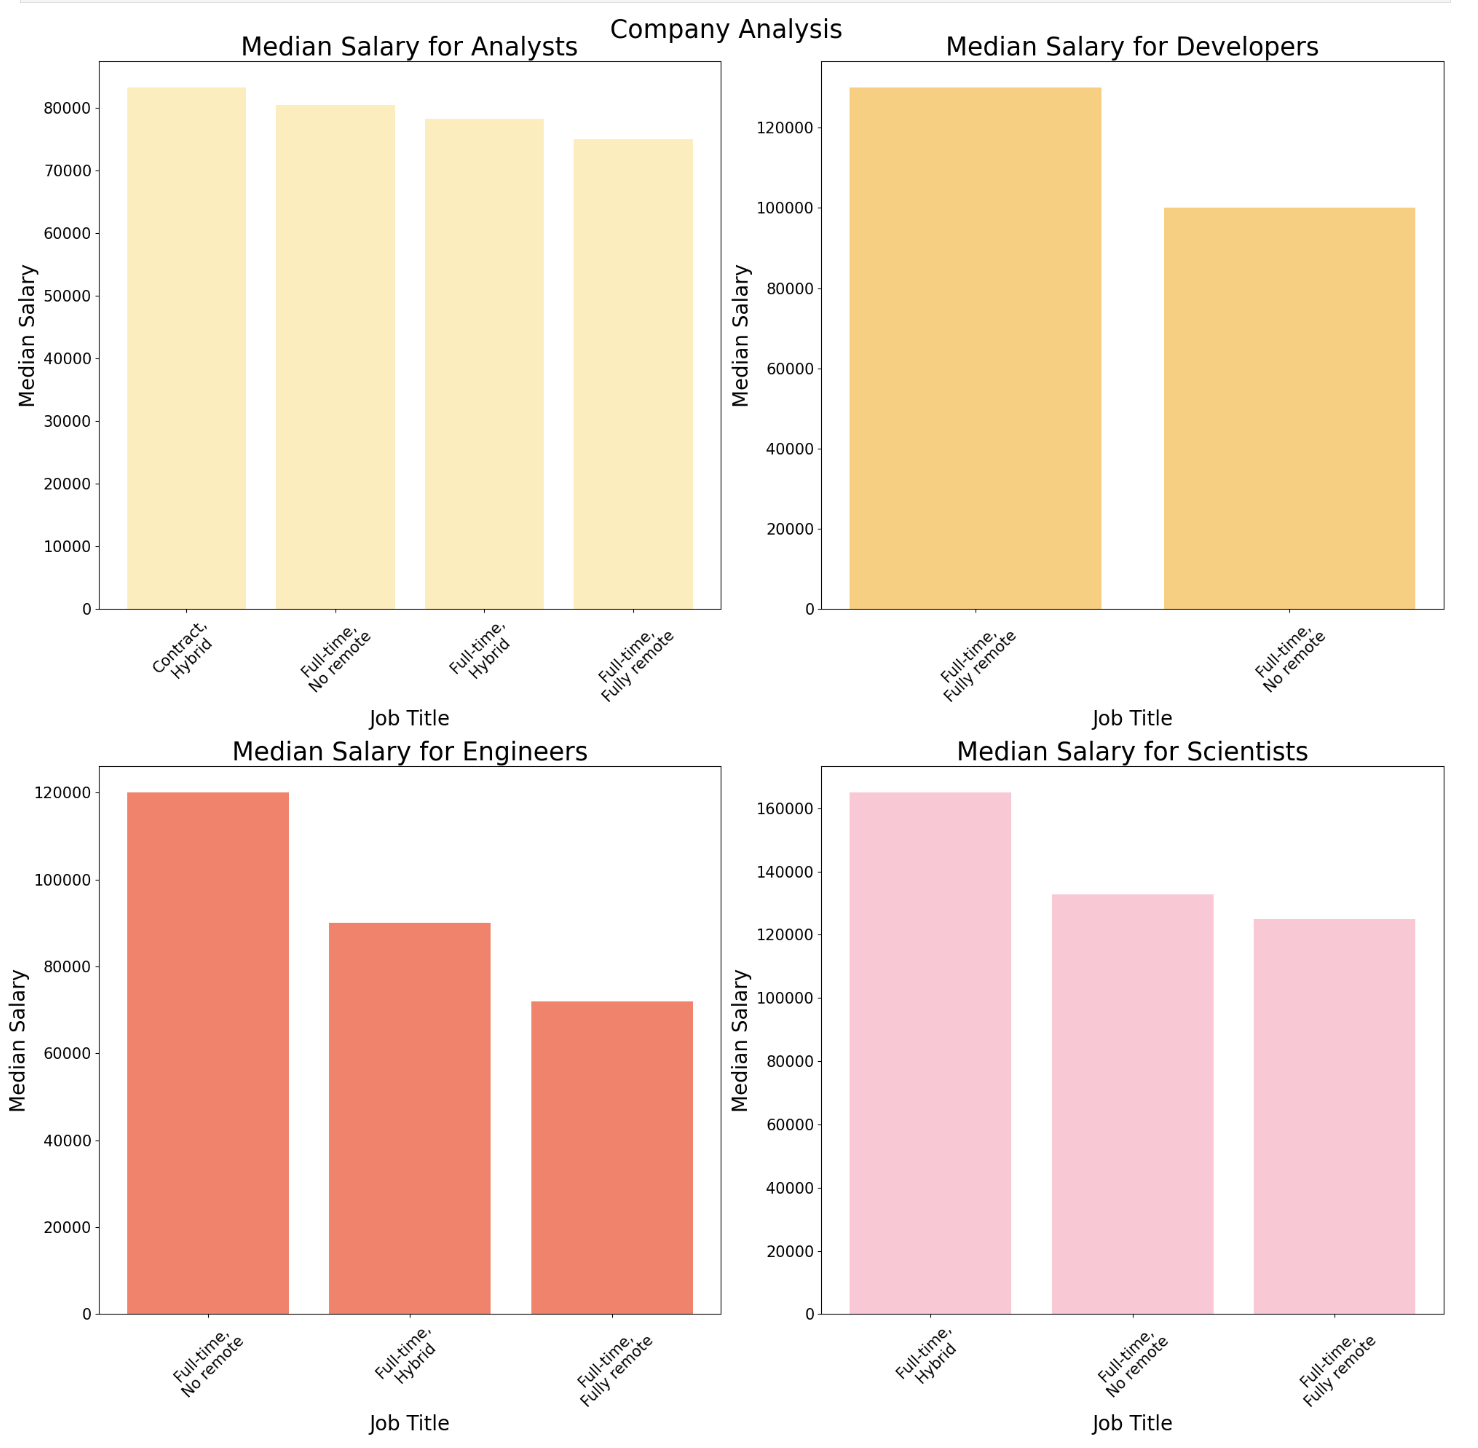 Company Analysis
Median Salary for Analysts
Median Salary
80000
70000
60000
50000
40000
30000
20000
10000
0
Contract,
Hybrid
Full-time,
No remote
Full-time,
Hybrid
Full-time,
Fully remote
Job Title
Median Salary for Developers
Median Salary
120000
100000
80000
60000
40000
20000
0
Full-time,
Fully remote
Full-time,
No remote
Job Title
Median Salary for Engineers
Median Salary
120000
100000
80000
60000
40000
20000
0
Full-time,
No remote
Full-time,
Hybrid
Full-time,
Fully remote
Job Title
Median Salary for Scientists
Median Salary
160000
140000
120000
100000
80000
60000
40000
20000
0
Full-time,
Hybrid
Full-time,
No remote
Full-time,
Fully remote
Job Title